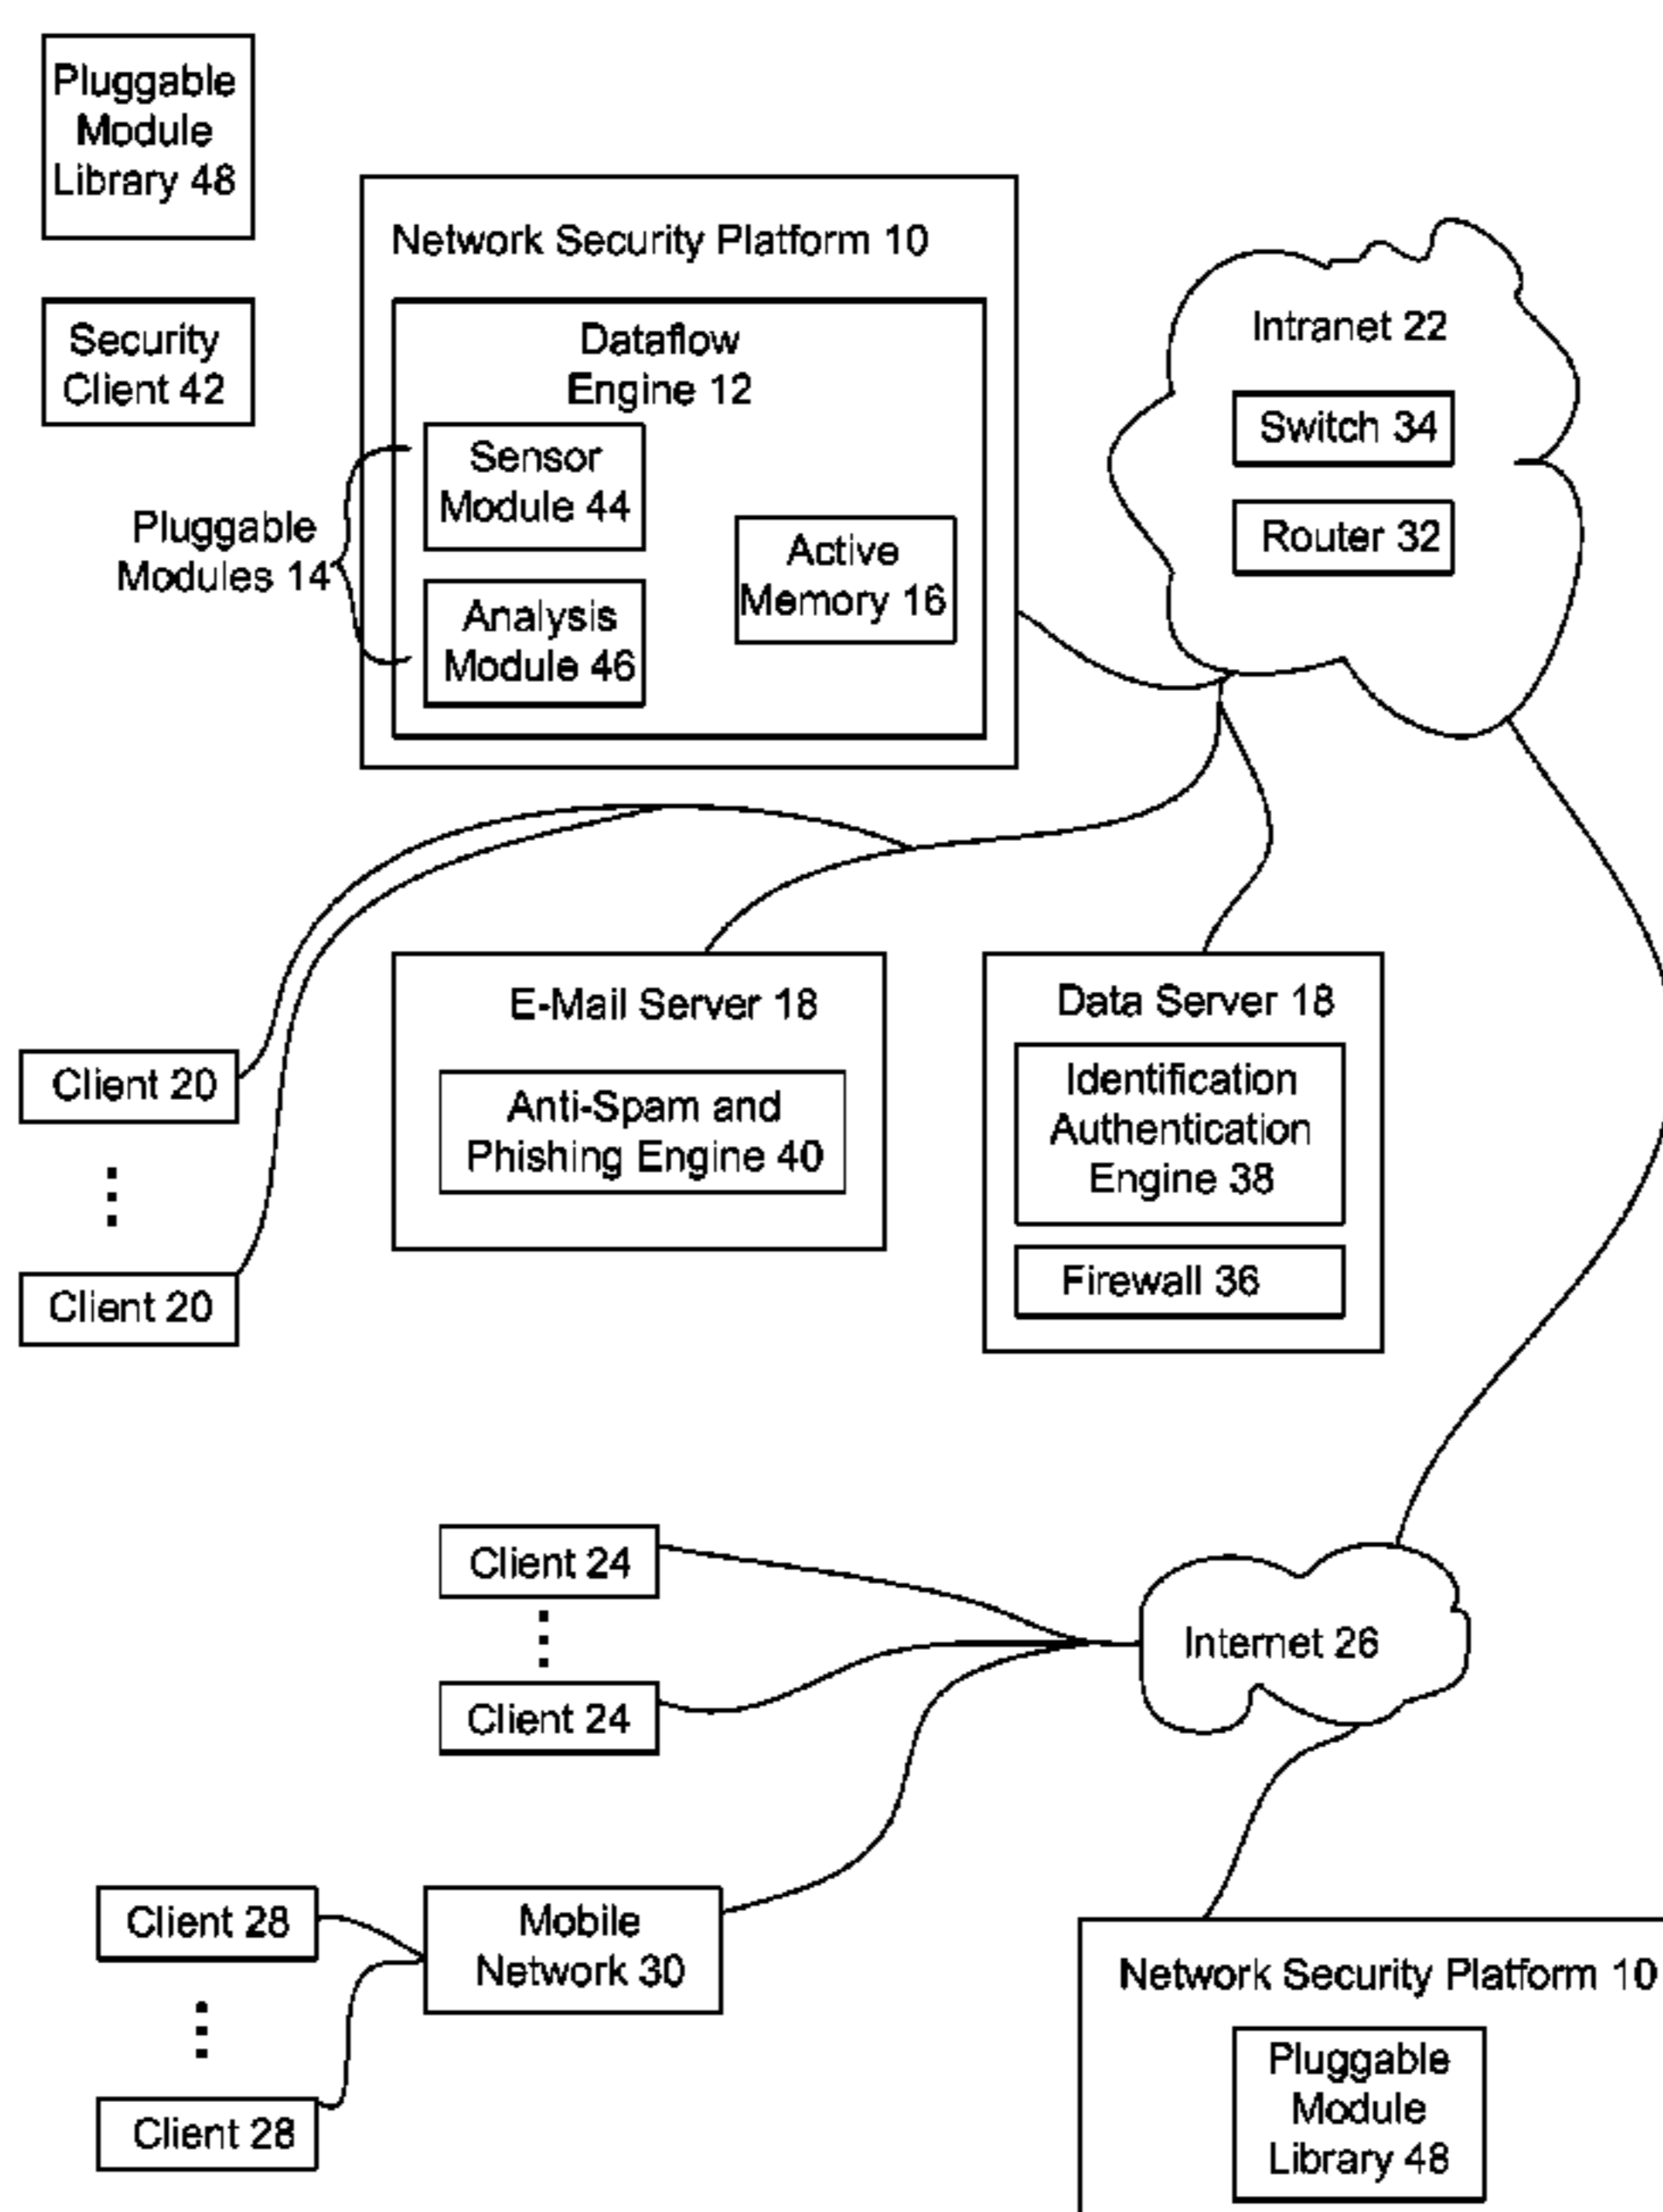 Pluggable
Module
Library 48
Network Security Platform 10
Security
Client 42
Dataflow
Engine 12
Sensor
Module 44
Pluggable
Modules 14
Analysis
Module 46
Active
Memory 16
Intranet 22
Switch 34
Router 32
E-Mail Server 18
Anti-Spam and
Phishing Engine 40
Data Server 18
Identification
Authentication
Engine 38
Firewall 36
Client 20
Client 20
Client 24
Client 24
Internet 26
Client 28
Client 28
Mobile
Network 30
Network Security Platform 10
Pluggable
Module
Library 48